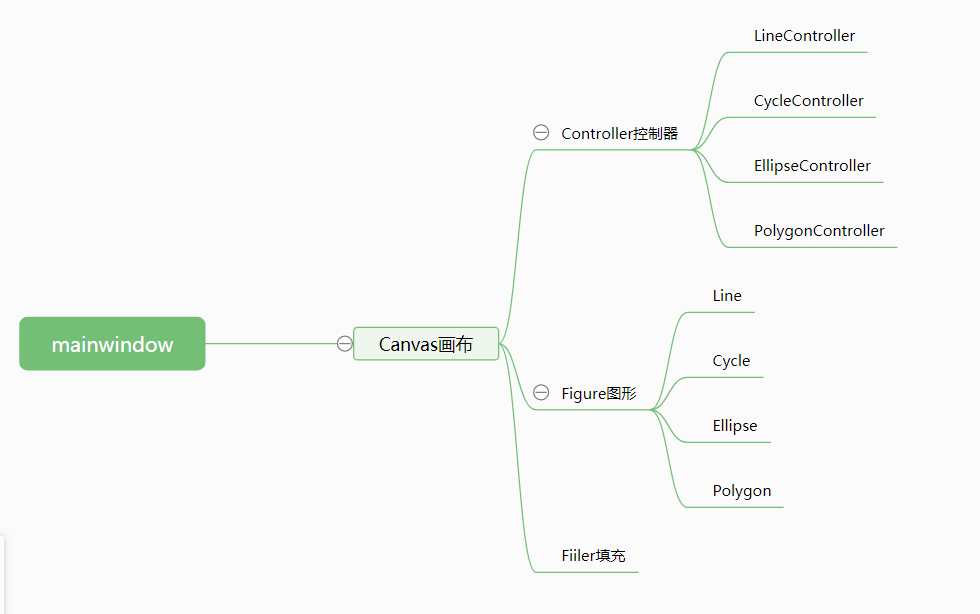 mainwindow
Canvas画布
Controller控制器
LineController
CycleController
EllipseController
PolygonController
Figure图形
Line
Cycle
Ellipse
Polygon
Fiiler填充